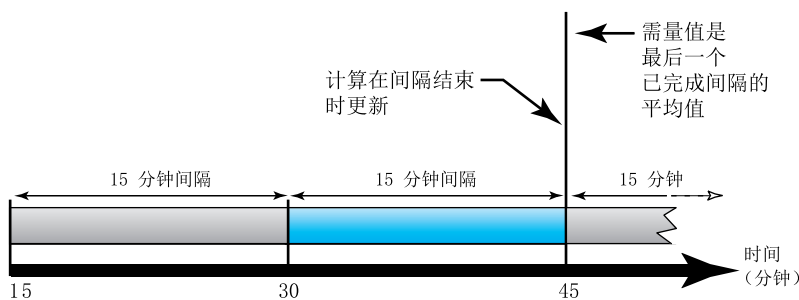 需量值是
最后一个
已完成间隔的
平均值
计算在间隔结束
时更新
15 分钟间隔
15 分钟间隔
15 分钟
时间
（分钟）
15
30
45